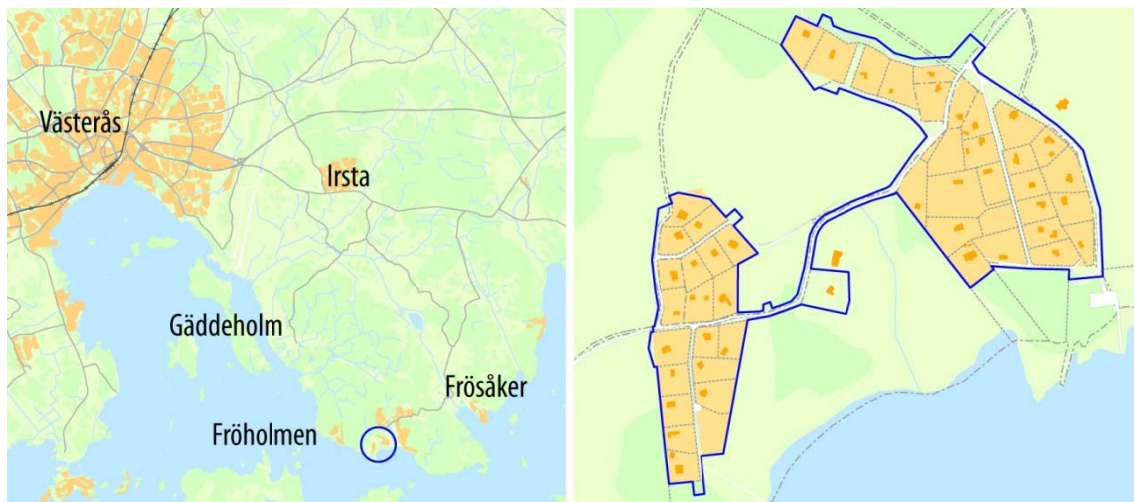 Västerås
Irsta
Gäddeholm
Frösåker
Fröholmen